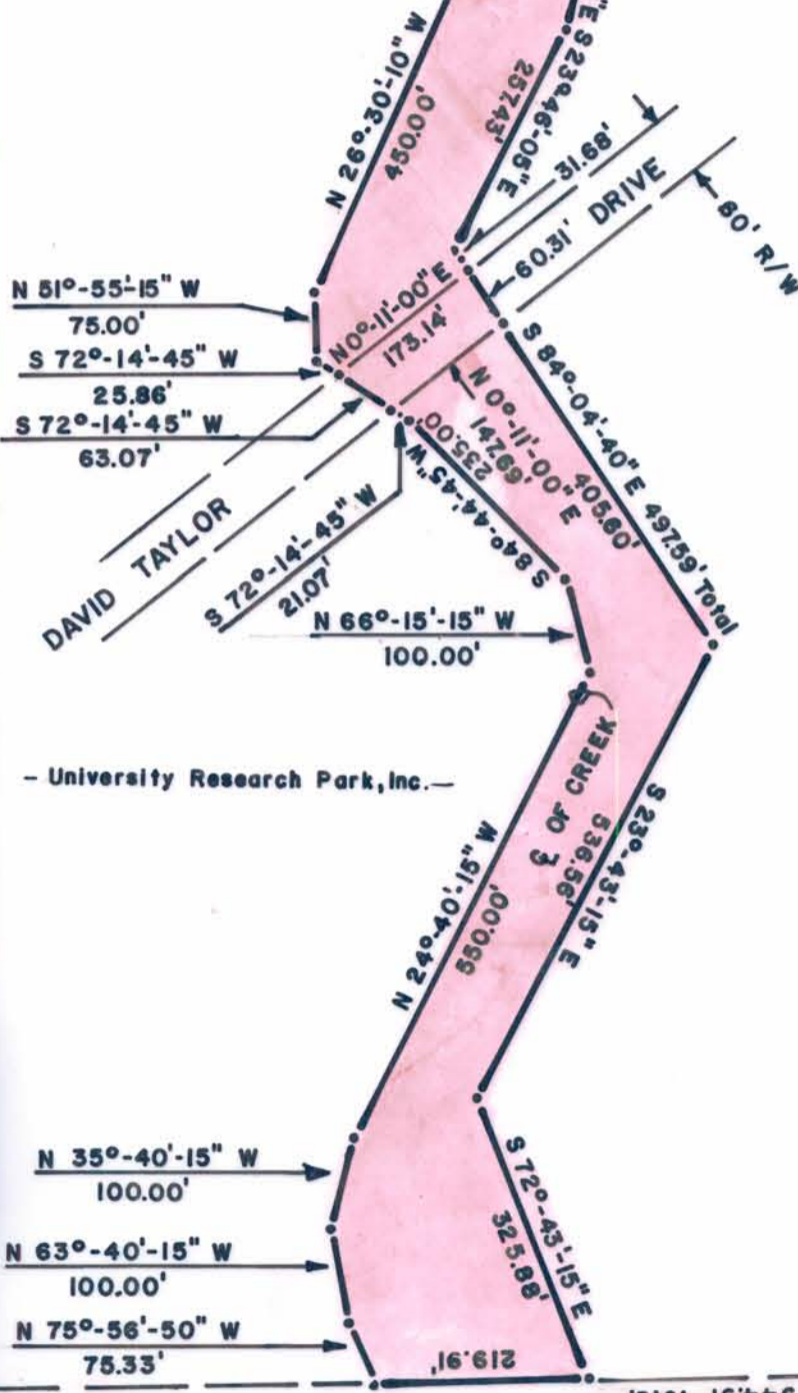 N 26°-30'-10" W
450.00'
"E
S 23°-46'-05" E
257.43'
31.68'
60.31'
DRIVE
60' R/W
N 51°-55'-15" W
75.00'
S 72°-14'-45" W
25.86'
S 72°-14'-45" W
63.07'
N 0°-11'-00" E
173.14'
N 0°-11'-00" E
142.69'
S 84°-04'-40" E 497.59' Total
405.60'
235.00'
S 84°-44'-45" W
DAVID TAYLOR
S 72°-14'-45" W
21.07'
N 66°-15'-15" W
100.00'
- University Research Park, Inc. -
℄ OF CREEK
S 23°-43'-15" E
536.56'
N 24°-40'-15" W
550.00'
N 35°-40'-15" W
100.00'
S 72°-43'-15" E
325.88'
N 63°-40'-15" W
100.00'
N 75°-56'-50" W
75.33'
219.91'